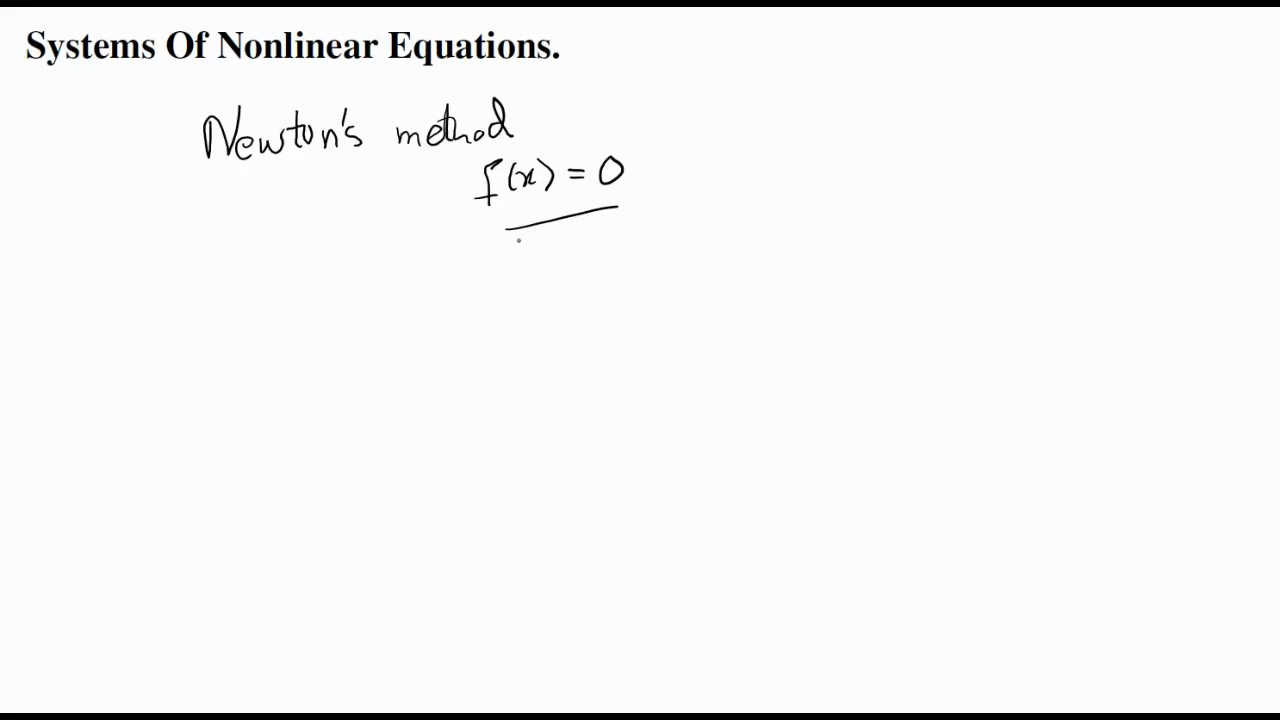 Systems Of Nonlinear Equations.
Newton's method
f(x) = 0